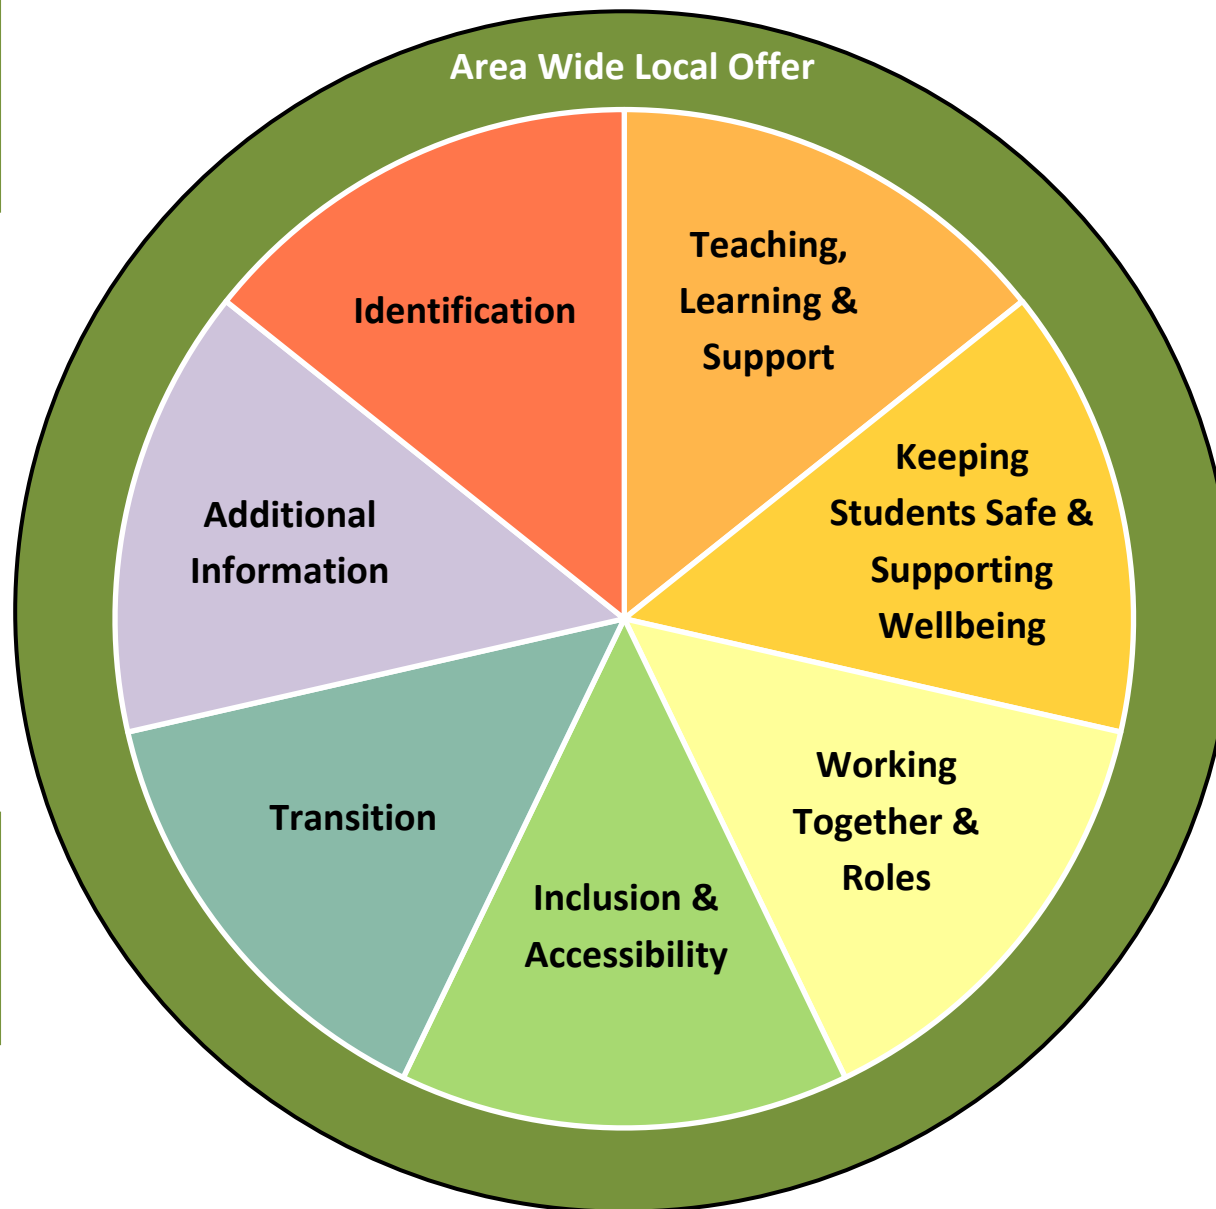 Area Wide Local Offer
Identification
Teaching,
Learning &
Support
Keeping
Students Safe &
Supporting
Wellbeing
Working
Together &
Roles
Inclusion &
Accessibility
Transition
Additional
Information